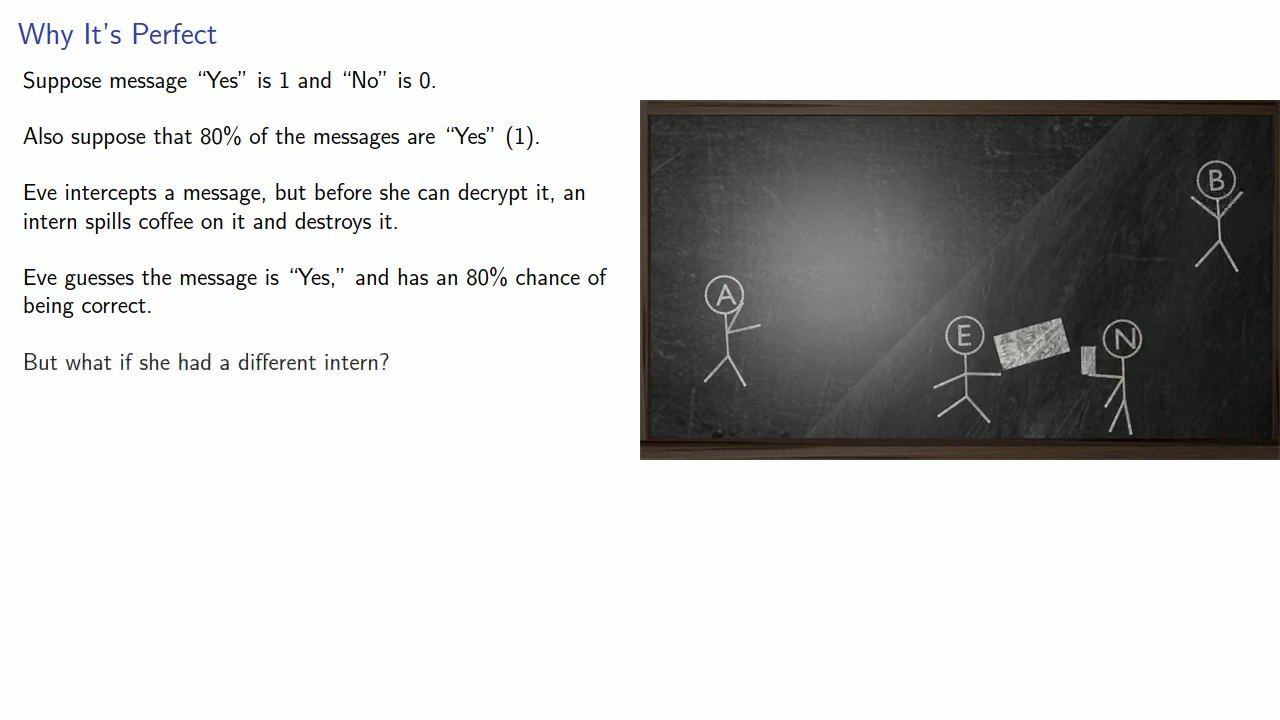 Why It's Perfect
Suppose message “Yes” is 1 and “No” is 0.
Also suppose that 80% of the messages are “Yes” (1).
Eve intercepts a message, but before she can decrypt it, an
intern spills coffee on it and destroys it.
Eve guesses the message is “Yes,” and has an 80% chance of
being correct.
But what if she had a different intern?
B
A
E
N